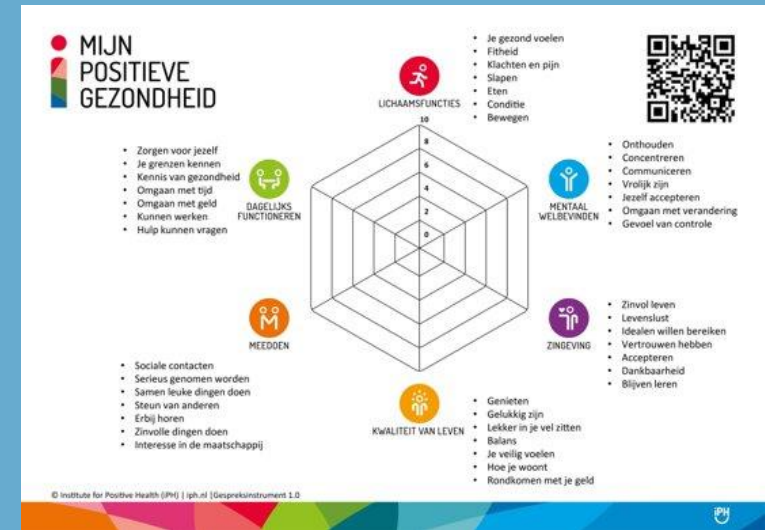 MIJN
POSITIEVE
GEZONDHEID
LICHAAMSFUNCTIES
• Je gezond voelen
• Fitheid
• Klachten en pijn
• Slapen
• Eten
• Conditie
• Bewegen
10
8
6
4
2
0
MENTAAL
WELBEVINDEN
• Onthouden
• Concentreren
• Communiceren
• Vrolijk zijn
• Jezelf accepteren
• Omgaan met verandering
• Gevoel van controle
ZINGEVING
• Zinvol leven
• Levenslust
• Idealen willen bereiken
• Vertrouwen hebben
• Accepteren
• Dankbaarheid
• Blijven leren
KWALITEIT VAN LEVEN
• Genieten
• Gelukkig zijn
• Lekker in je vel zitten
• Balans
• Je veilig voelen
• Hoe je woont
• Rondkomen met je geld
MEEDOEN
• Sociale contacten
• Serieus genomen worden
• Samen leuke dingen doen
• Steun van anderen
• Erbij horen
• Zinvolle dingen doen
• Interesse in de maatschappij
DAGELIJKS
FUNCTIONEREN
• Zorgen voor jezelf
• Je grenzen kennen
• Kennis van gezondheid
• Omgaan met tijd
• Omgaan met geld
• Kunnen werken
• Hulp kunnen vragen
© Institute for Positive Health (iPH) | iph.nl |Gespreksinstrument 1.0
iPH